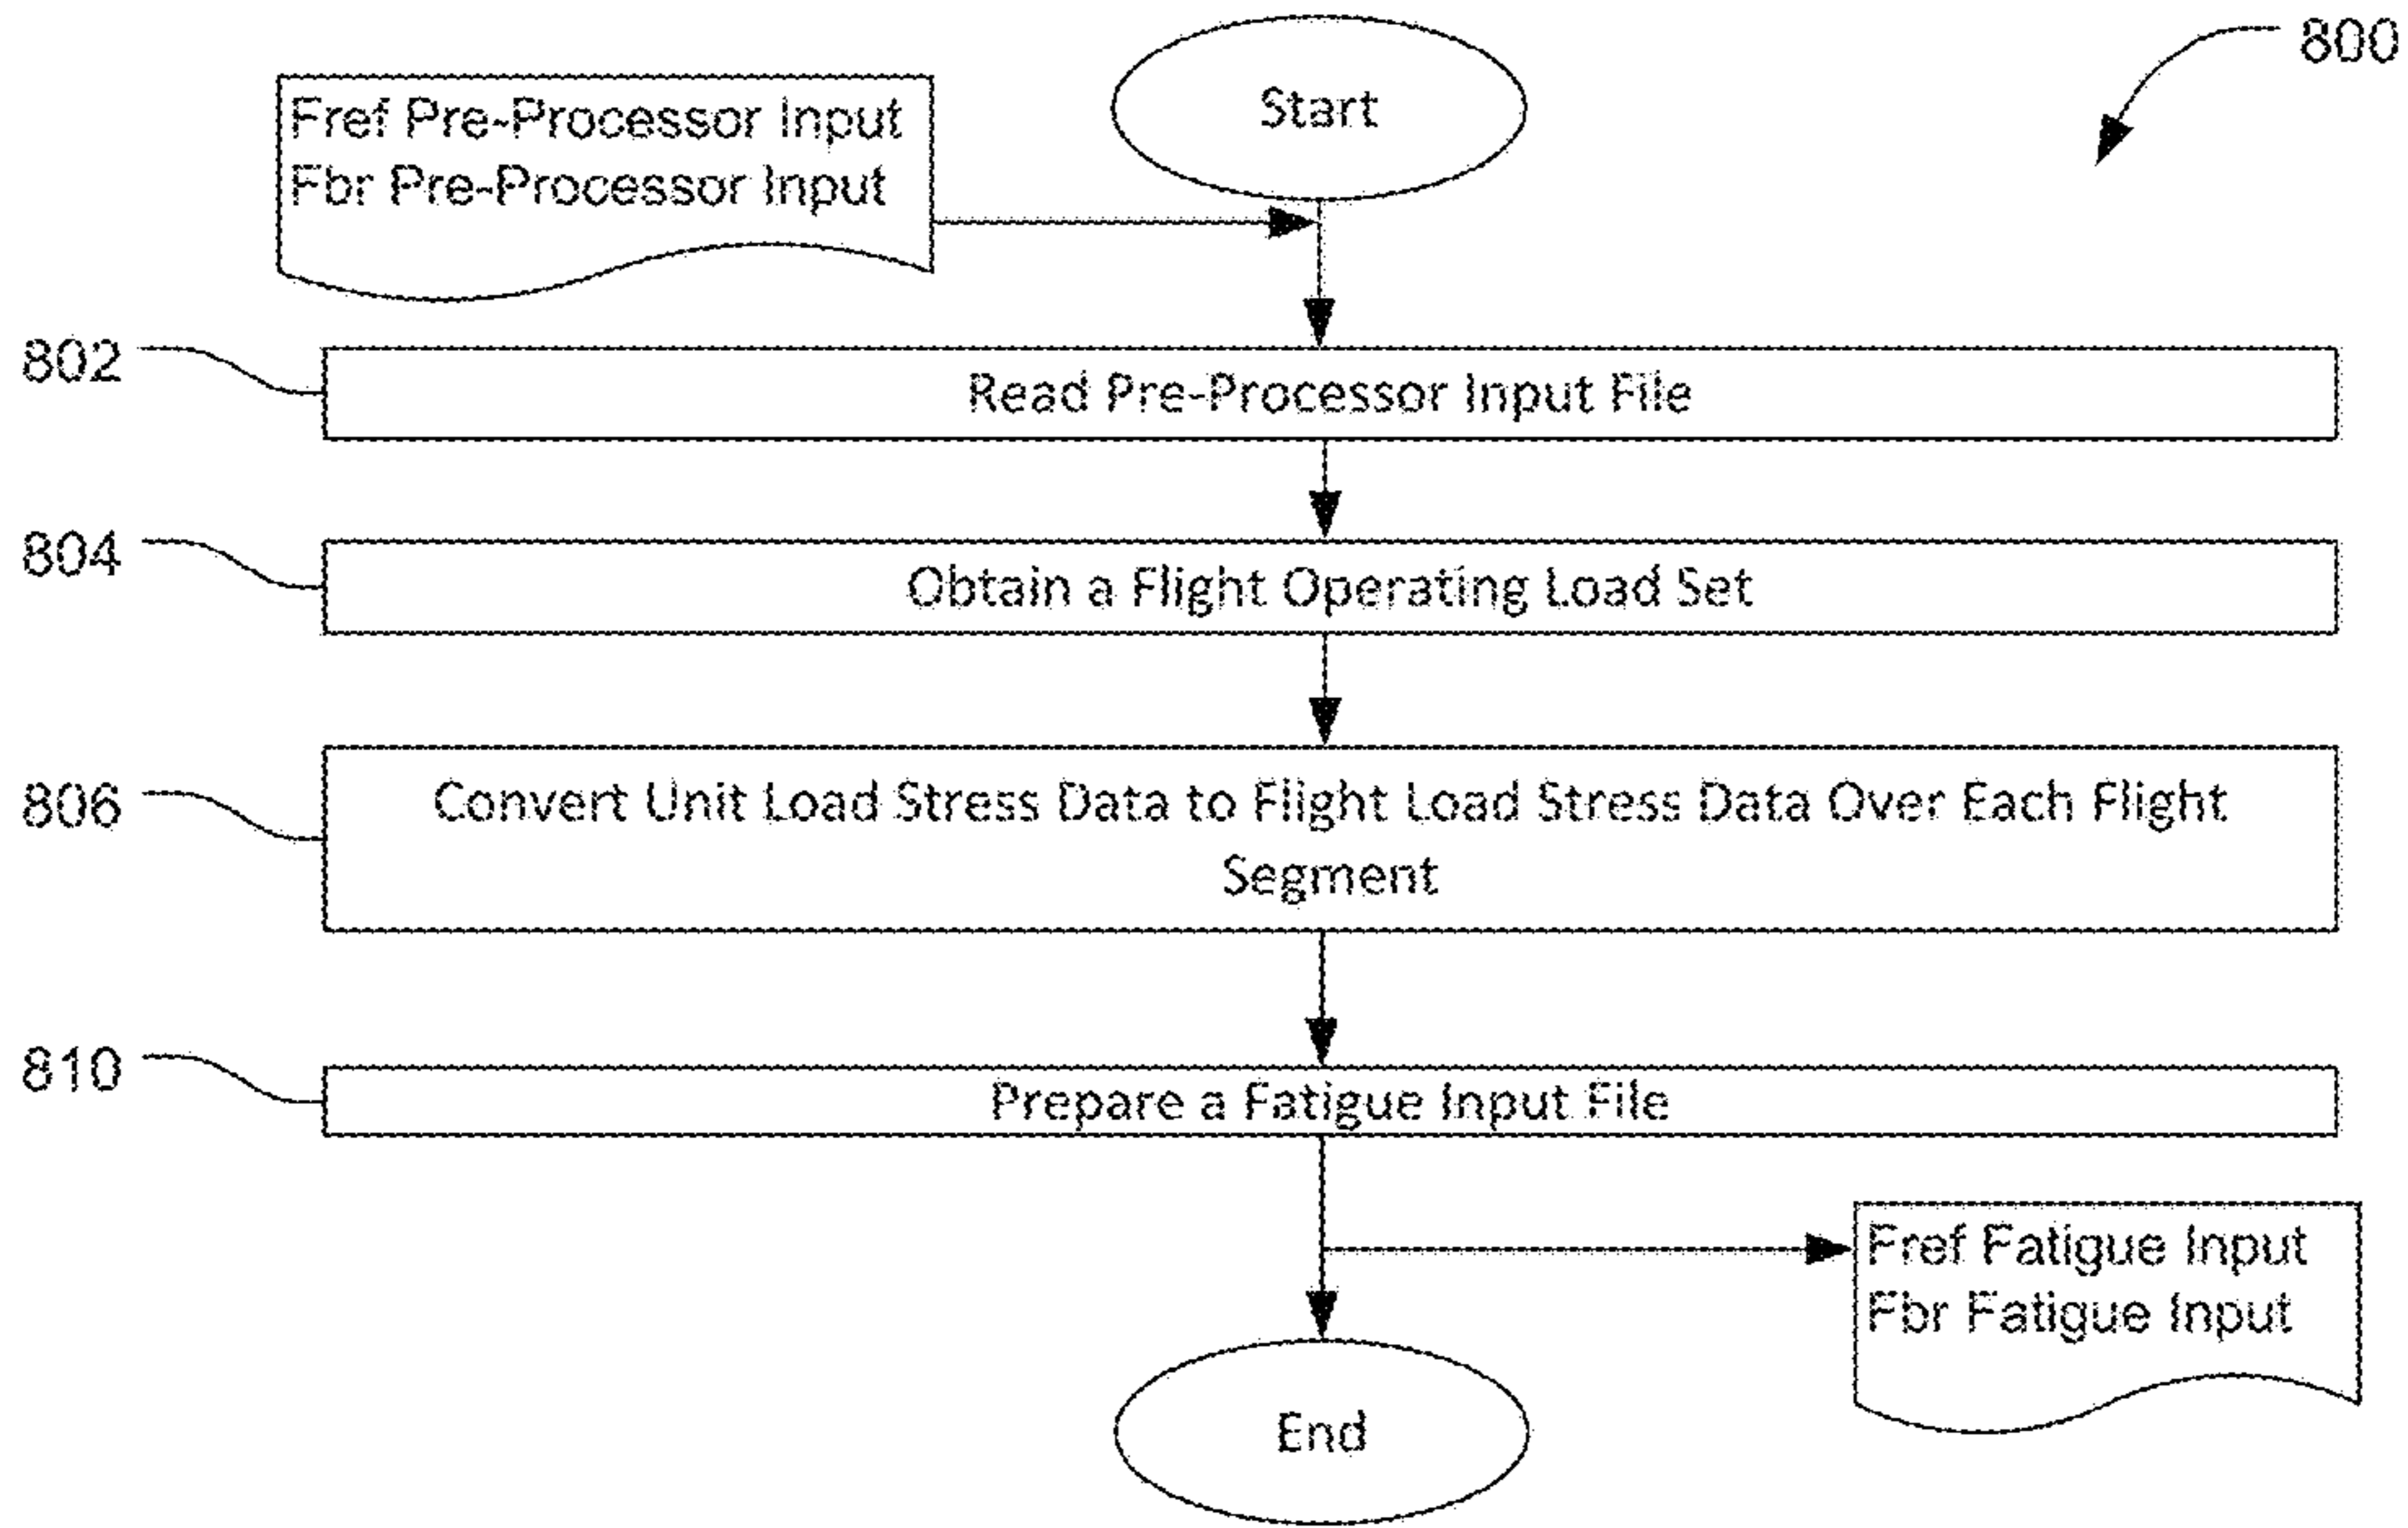 800
Start
Fref Pre-Processor Input
Fbr Pre-Processor Input
802
Read Pre-Processor Input File
804
Obtain a Flight Operating Load Set
806
Convert Unit Load Stress Data to Flight Load Stress Data Over Each Flight
Segment
810
Prepare a Fatigue Input File
Fref Fatigue Input
Fbr Fatigue Input
End